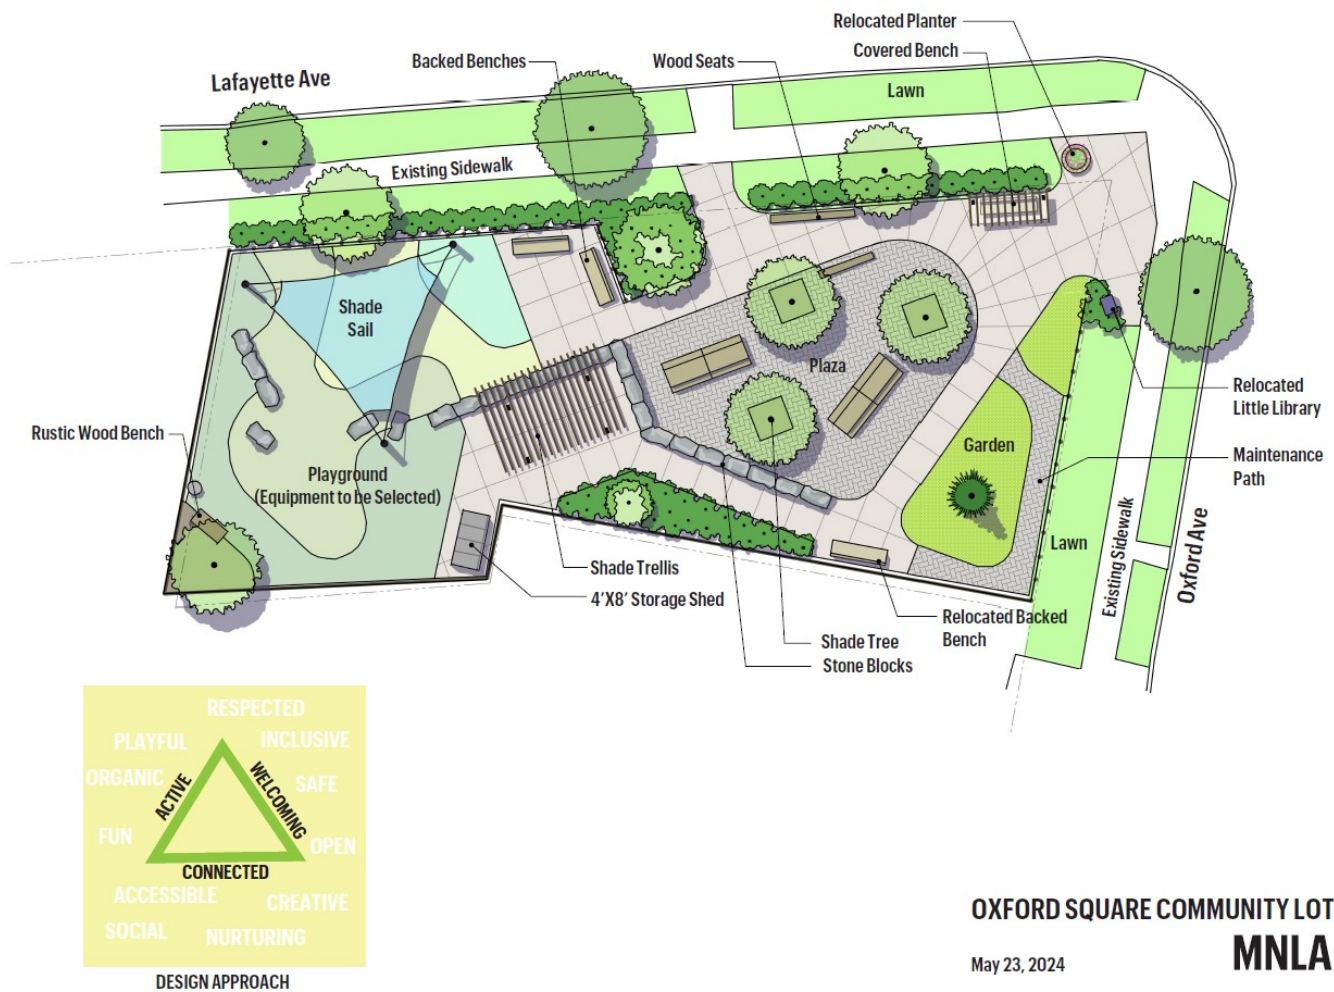 Relocated Planter
Covered Bench
Backed Benches
Wood Seats
Lafayette Ave
Lawn
Existing Sidewalk
Shade
Sail
Plaza
Relocated
Little Library
Rustic Wood Bench
Garden
Maintenance
Path
Playground
(Equipment to be Selected)
Lawn
Existing Sidewalk
Oxford Ave
Shade Trellis
4'X8' Storage Shed
Relocated Backed
Bench
Shade Tree
Stone Blocks
RESPECTED
PLAYFUL
INCLUSIVE
ORGANIC
ACTIVE
WELCOMING
SAFE
FUN
OPEN
CONNECTED
ACCESSIBLE
CREATIVE
SOCIAL
NURTURING
DESIGN APPROACH
OXFORD SQUARE COMMUNITY LOT
MNLA
May 23, 2024